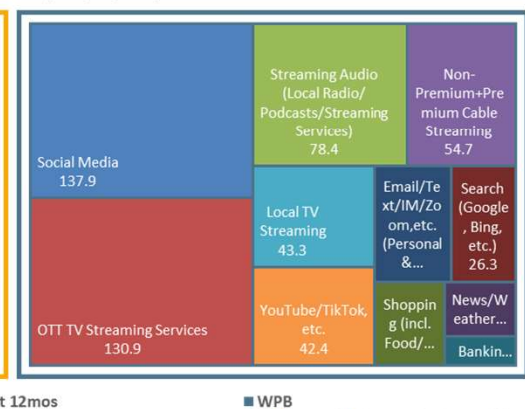 Social Media
137.9
OTT TV Streaming Services
130.9
Streaming Audio
(Local Radio/
Podcasts/Streaming
Services)
78.4
Non-
Premium+Pre
mium Cable
Streaming
54.7
Local TV
Streaming
43.3
YouTube/TikTok,
etc.
42.4
Email/Te
xt/IM/Zo
om,etc.
(Personal
&...
Search
(Google
, Bing,
etc.)
26.3
Shoppin
g (incl.
Food/...
News/W
eather...
Bankin...
t 12mos
WPB